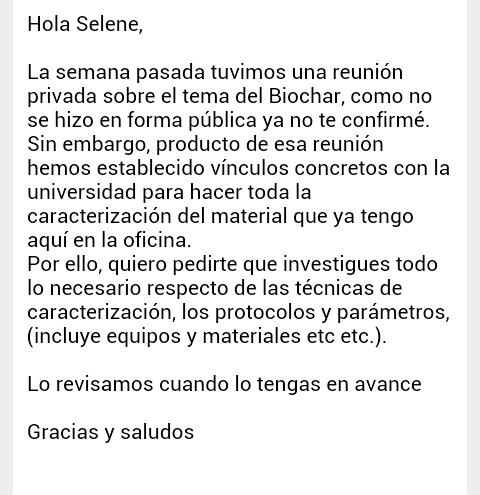 Hola Selene,
La semana pasada tuvimos una reunión
privada sobre el tema del Biochar, como no
se hizo en forma pública ya no te confirmé.
Sin embargo, producto de esa reunión
hemos establecido vínculos concretos con la
universidad para hacer toda la
caracterización del material que ya tengo
aquí en la oficina.
Por ello, quiero pedirte que investigues todo
lo necesario respecto de las técnicas de
caracterización, los protocolos y parámetros,
(incluye equipos y materiales etc etc.).
Lo revisamos cuando lo tengas en avance
Gracias y saludos